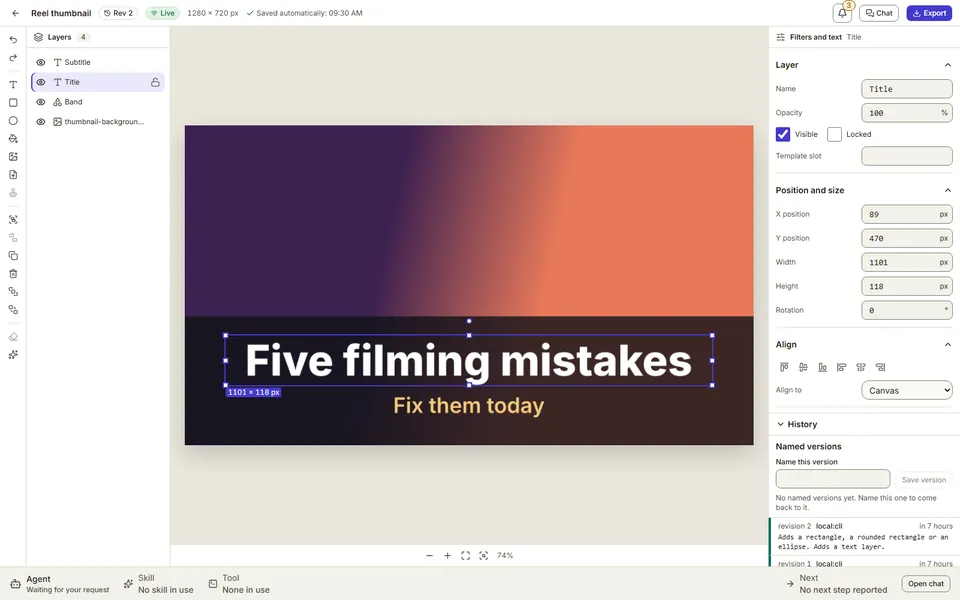 Reel thumbnail Rev 2 Live 1280 × 720 px Saved automatically: 09:30 AM 3 Chat Export
Layers 4
Subtitle
Title
Band
thumbnail-backgroun...
Five filming mistakes
1101 × 118 px
Fix them today
74%
Filters and text Title
Layer
Name Title
Opacity 100 %
Visible Locked
Template slot
Position and size
X position 89 px
Y position 470 px
Width 1101 px
Height 118 px
Rotation 0 °
Align
Align to Canvas
History
Named versions
Name this version
Save version
No named versions yet. Name this one to come
back to it.
revision 2 local:cli in 7 hours
Adds a rectangle, a rounded rectangle or an
ellipse. Adds a text layer.
revision 1 local:cli in 7 hours
Agent
Waiting for your request
Skill
No skill in use
Tool
None in use
Next
No next step reported
Open chat